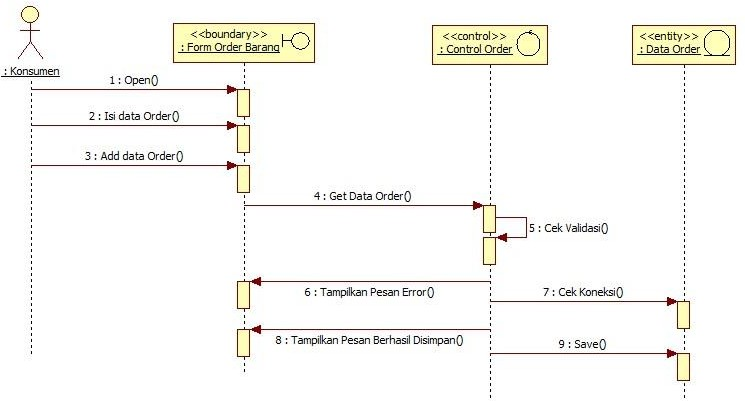 <<boundary>>
: Form Order Barang
<<control>>
: Control Order
<<entity>>
: Data Order
: Konsumen
1 : Open()
2 : Isi data Order()
3 : Add data Order()
4 : Get Data Order()
5 : Cek Validasi()
6 : Tampilkan Pesan Error()
7 : Cek Koneksi()
8 : Tampilkan Pesan Berhasil Disimpan()
9 : Save()